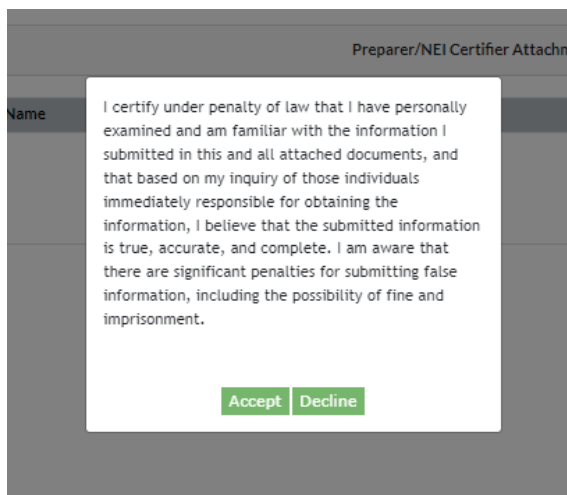 Preparer/NEI Certifier
Name
I certify under penalty of law that I have personally
examined and am familiar with the information I
submitted in this and all attached documents, and
that based on my inquiry of those individuals
immediately responsible for obtaining the
information, I believe that the submitted information
is true, accurate, and complete. I am aware that
there are significant penalties for submitting false
information, including the possibility of fine and
imprisonment.
Accept Decline